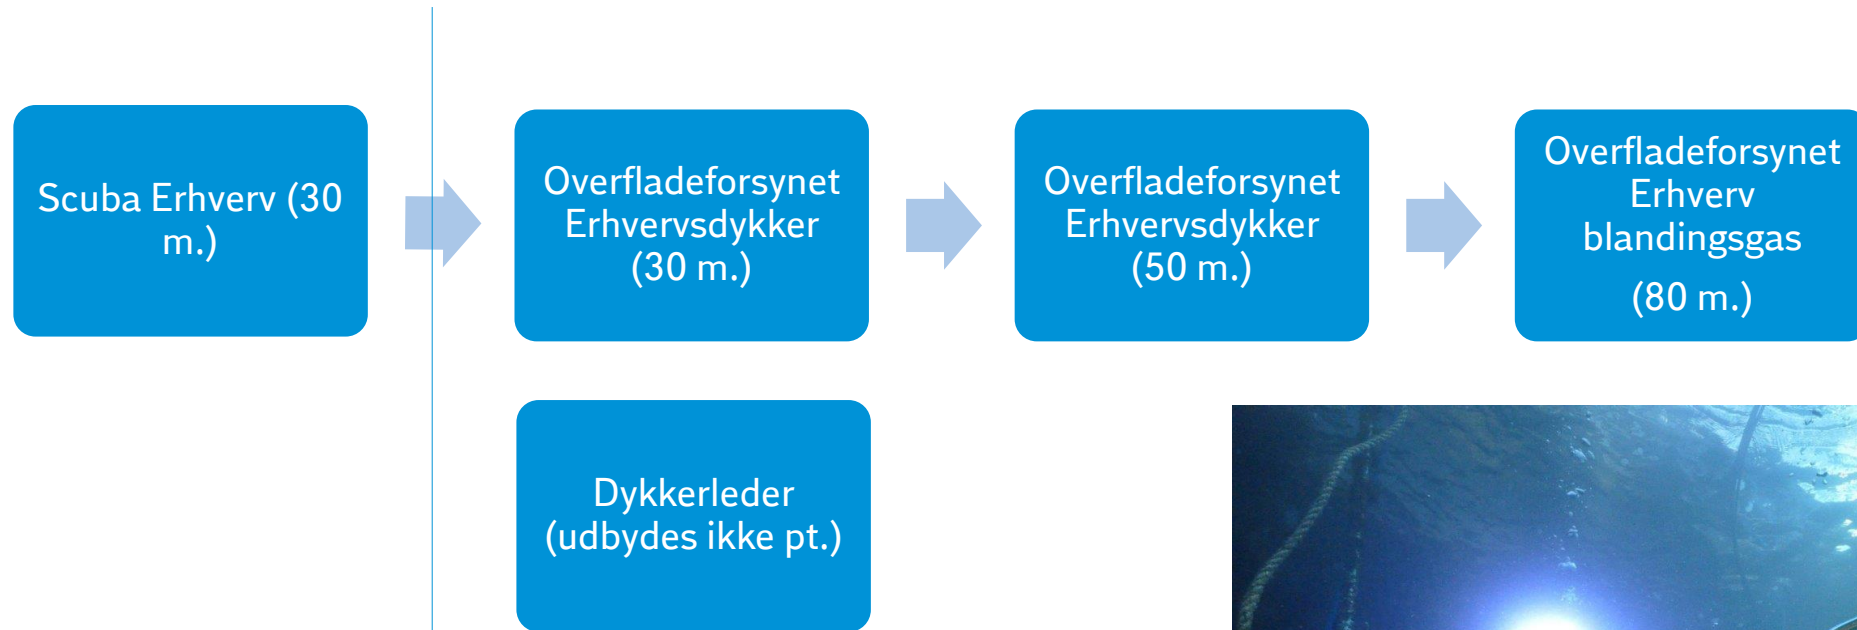 Scuba Erhverv (30
m.)
Overfladeforsynet
Erhvervsdykker
(30 m.)
Overfladeforsynet
Erhvervsdykker
(50 m.)
Overfladeforsynet
Erhverv
blandingsgas
(80 m.)
Dykkerleder
(udbydes ikke pt.)